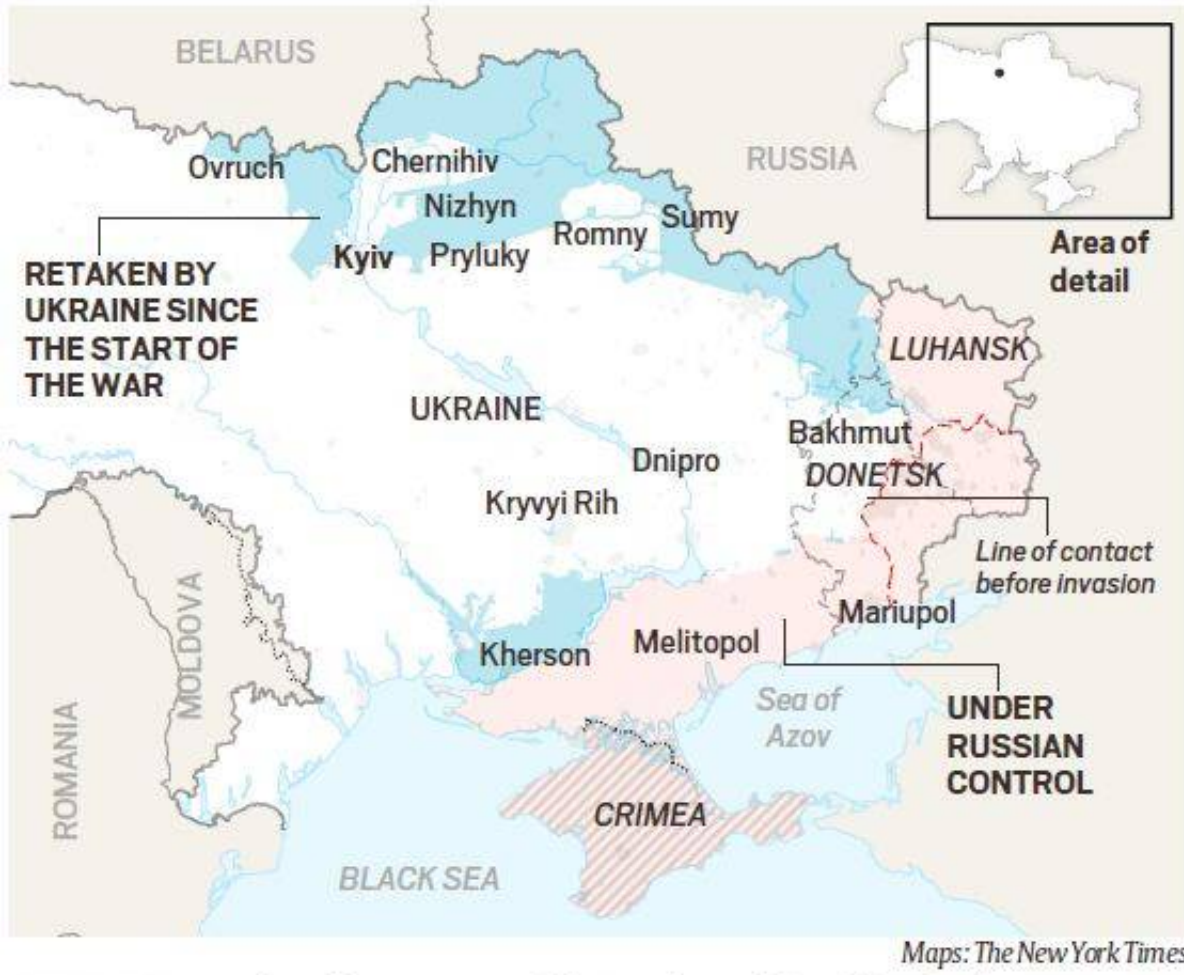 BELARUS
RUSSIA
Ovruch
Chernihiv
Nizhyn
Sumy
Romny
Kyiv
Pryluky
Area of
detail
RETAKEN BY
UKRAINE SINCE
THE START OF
THE WAR
LUHANSK
UKRAINE
Bakhmut
Dnipro
DONETSK
Kryvyi Rih
Line of contact
before invasion
MOLDOVA
Mariupol
Kherson
Melitopol
Sea of
Azov
UNDER
RUSSIAN
CONTROL
ROMANIA
CRIMEA
BLACK SEA
Maps: The New York Times